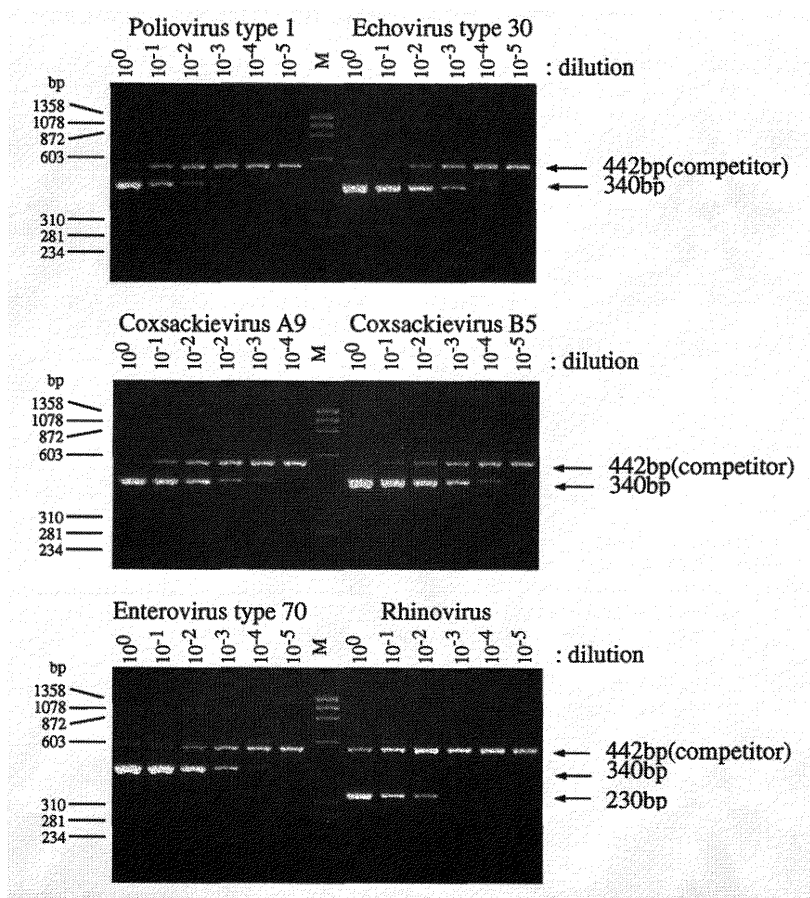 Poliovirus type 1 Echovirus type 30
10^0 10^-1 10^-2 10^-3 10^-4 10^-5 M 10^0 10^-1 10^-2 10^-3 10^-4 10^-5 : dilution
bp
1358
1078
872
603
442bp(competitor)
340bp
310
281
234
Coxsackievirus A9 Coxsackievirus B5
10^0 10^-1 10^-2 10^-2 10^-3 10^-4 M 10^0 10^-1 10^-2 10^-3 10^-4 10^-5 : dilution
bp
1358
1078
872
603
442bp(competitor)
340bp
310
281
234
Enterovirus type 70 Rhinovirus
10^0 10^-1 10^-2 10^-3 10^-4 10^-5 M 10^0 10^-1 10^-2 10^-3 10^-4 10^-5 : dilution
bp
1358
1078
872
603
442bp(competitor)
340bp
230bp
310
281
234